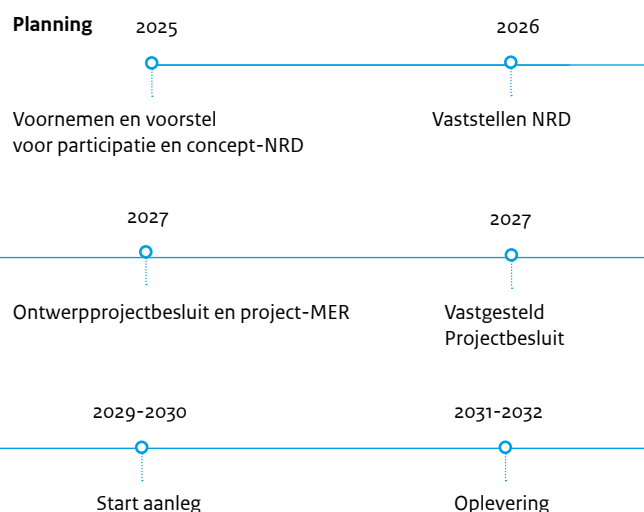 Planning
2025
2026
Voornemen en voorstel
voor participatie en concept-NRD
Vaststellen NRD
2027
2027
Ontwerpprojectbesluit en project-MER
Vastgesteld
Projectbesluit
2029-2030
2031-2032
Start aanleg
Oplevering